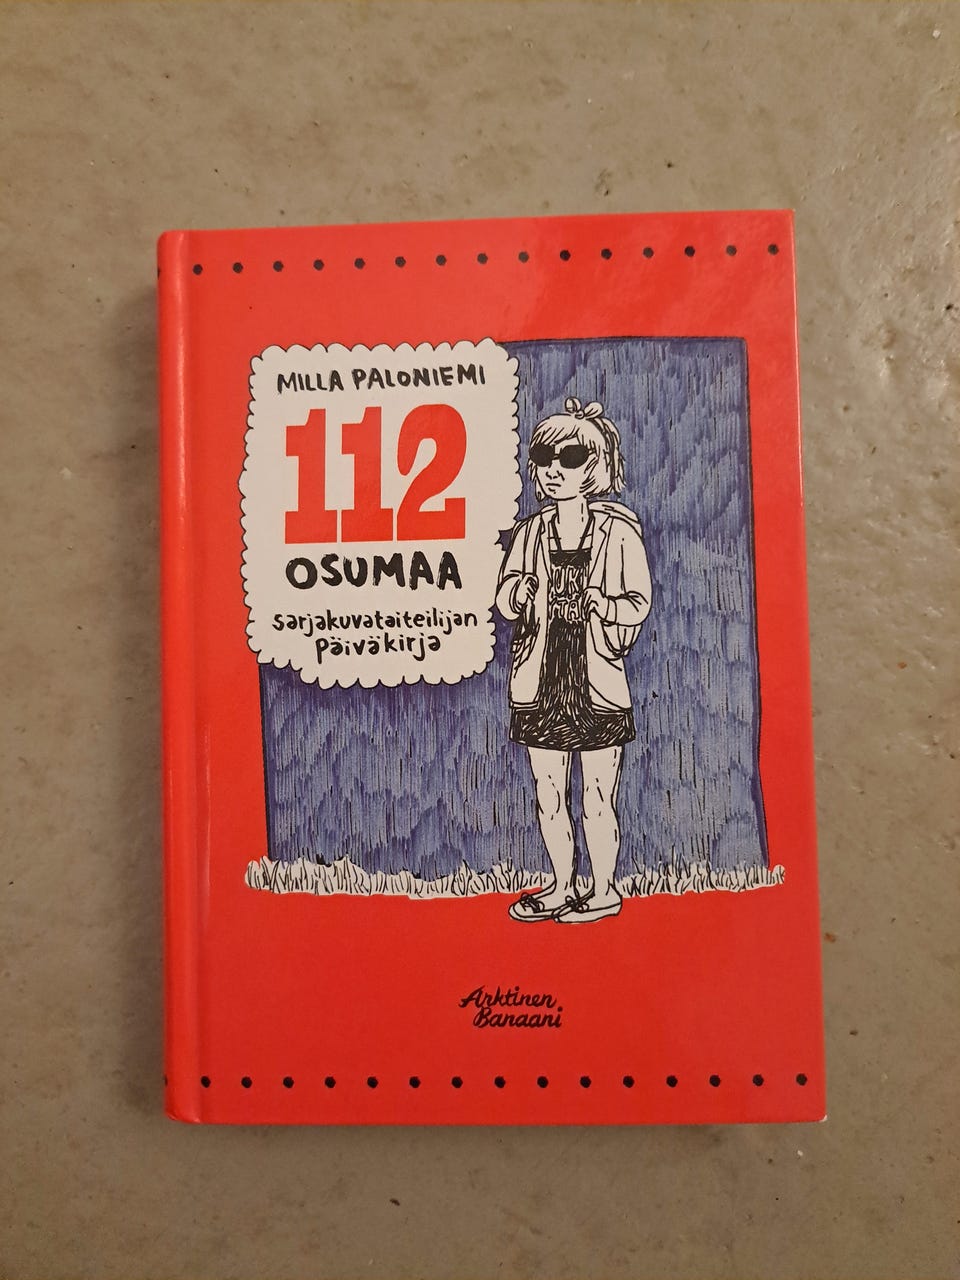 MILLA PALONIEMI
112
OSUMAA
sarjakuvataiteilijan
päiväkirja
Arktinen
Banaani